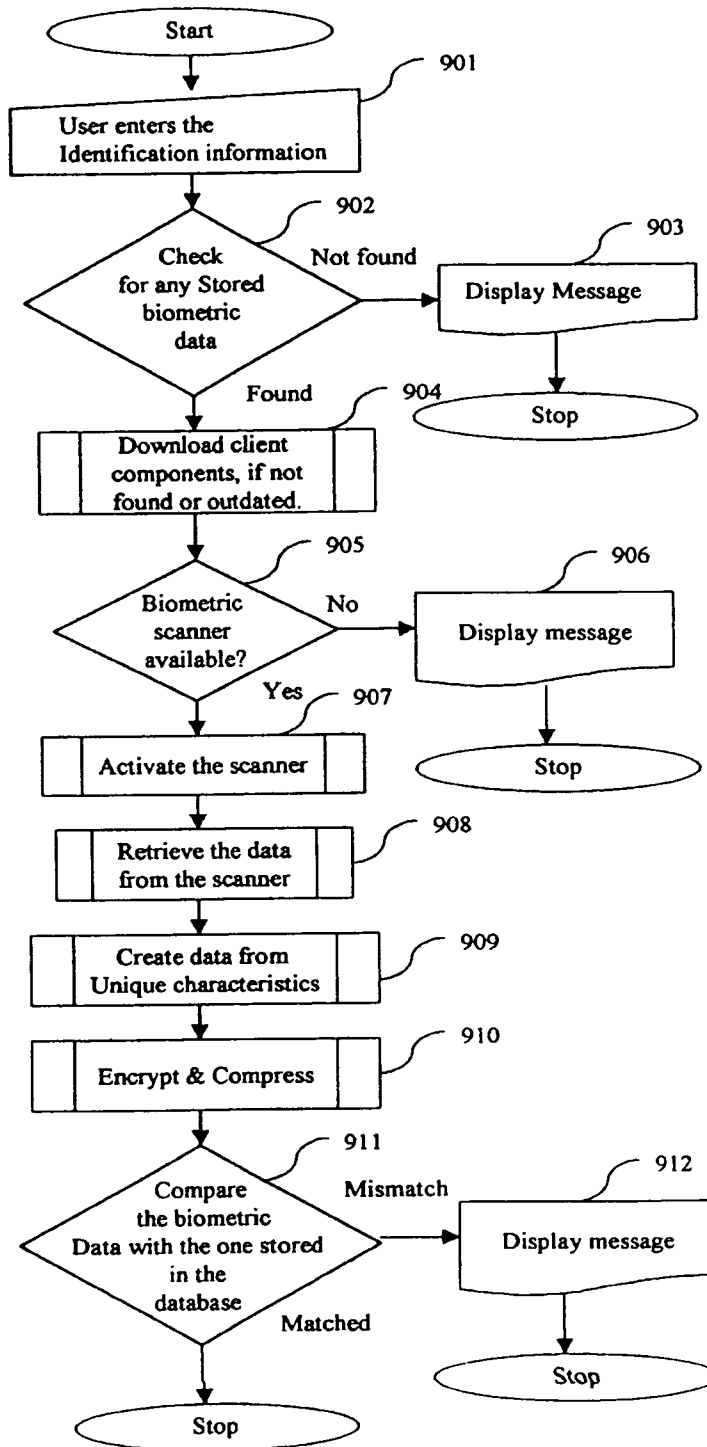 Start
901
User enters the
Identification information
902
Check
for any Stored
biometric
data
Not found
903
Display Message
Stop
Found
904
Download client
components, if not
found or outdated.
905
Biometric
scanner
available?
No
906
Display message
Stop
Yes
907
Activate the scanner
908
Retrieve the data
from the scanner
909
Create data from
Unique characteristics
910
Encrypt & Compress
911
Compare
the biometric
Data with the one stored
in the
database
Mismatch
912
Display message
Stop
Matched
Stop